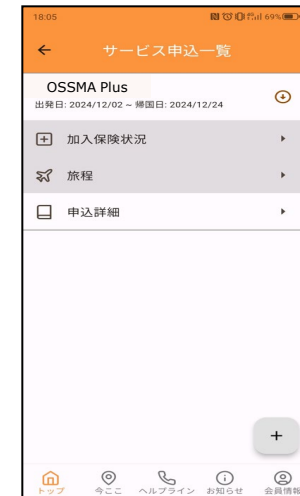 18:05
69%
サービス申込一覧
OSSMA Plus
出発日: 2024/12/02 ~ 帰国日: 2024/12/24
加入保険状況
旅程
申込詳細
+
トップ 今ここ ヘルプライン お知らせ 会員情報